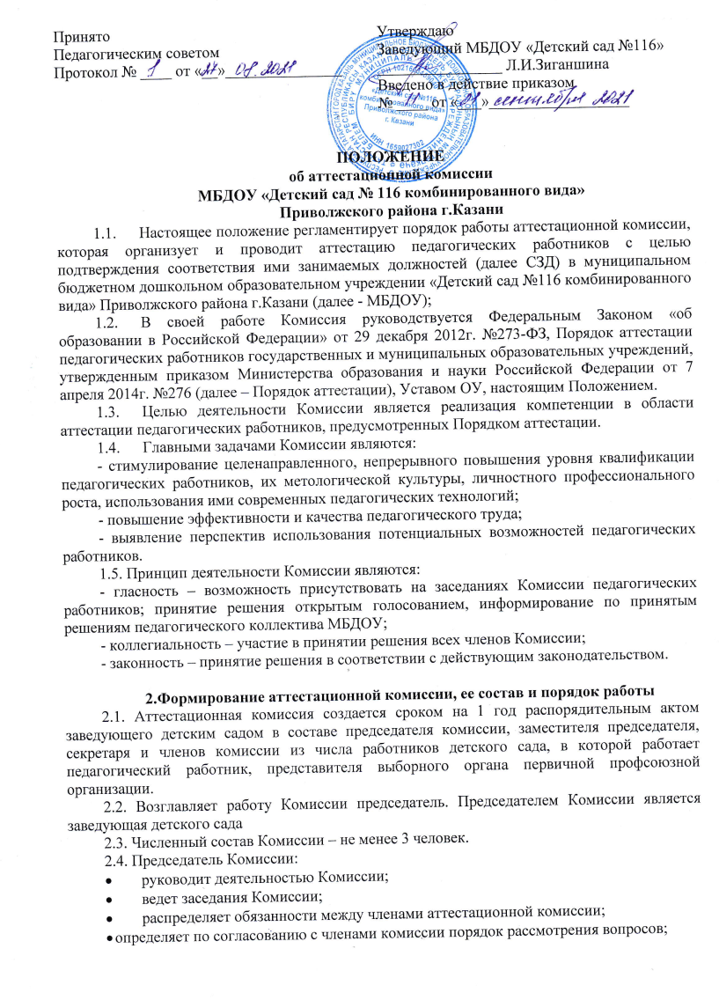 Принято
Педагогическим советом
Протокол № 1 от «27» 08.2021
Утверждаю
Заведующий МБДОУ «Детский сад №116»
Л.И.Зиганшина
Введено в действие приказом
№ от «01» сентября 2021
«Детский сад №116
комбинированного вида»
Приволжского района
г. Казани
ИНН 1659027302
ПОЛОЖЕНИЕ
об аттестационной комиссии
МБДОУ «Детский сад № 116 комбинированного вида»
Приволжского района г.Казани
1.1. Настоящее положение регламентирует порядок работы аттестационной комиссии,
которая организует и проводит аттестацию педагогических работников с целью
подтверждения соответствия ими занимаемых должностей (далее СЗД) в муниципальном
бюджетном дошкольном образовательном учреждении «Детский сад №116 комбинированного
вида» Приволжского района г.Казани (далее - МБДОУ);
1.2. В своей работе Комиссия руководствуется Федеральным Законом «об
образовании в Российской Федерации» от 29 декабря 2012г. №273-ФЗ, Порядок аттестации
педагогических работников государственных и муниципальных образовательных учреждений,
утвержденным приказом Министерства образования и науки Российской Федерации от 7
апреля 2014г. №276 (далее – Порядок аттестации), Уставом ОУ, настоящим Положением.
1.3. Целью деятельности Комиссии является реализация компетенции в области
аттестации педагогических работников, предусмотренных Порядком аттестации.
1.4. Главными задачами Комиссии являются:
- стимулирование целенаправленного, непрерывного повышения уровня квалификации
педагогических работников, их метологической культуры, личностного профессионального
роста, использования ими современных педагогических технологий;
- повышение эффективности и качества педагогического труда;
- выявление перспектив использования потенциальных возможностей педагогических
работников.
1.5. Принцип деятельности Комиссии являются:
- гласность – возможность присутствовать на заседаниях Комиссии педагогических
работников; принятие решения открытым голосованием, информирование по принятым
решениям педагогического коллектива МБДОУ;
- коллегиальность – участие в принятии решения всех членов Комиссии;
- законность – принятие решения в соответствии с действующим законодательством.
2.Формирование аттестационной комиссии, ее состав и порядок работы
2.1. Аттестационная комиссия создается сроком на 1 год распорядительным актом
заведующего детским садом в составе председателя комиссии, заместителя председателя,
секретаря и членов комиссии из числа работников детского сада, в которой работает
педагогический работник, представителя выборного органа первичной профсоюзной
организации.
2.2. Возглавляет работу Комиссии председатель. Председателем Комиссии является
заведующая детского сада
2.3. Численный состав Комиссии – не менее 3 человек.
2.4. Председатель Комиссии:
• руководит деятельностью Комиссии;
• ведет заседания Комиссии;
• распределяет обязанности между членами аттестационной комиссии;
• определяет по согласованию с членами комиссии порядок рассмотрения вопросов;